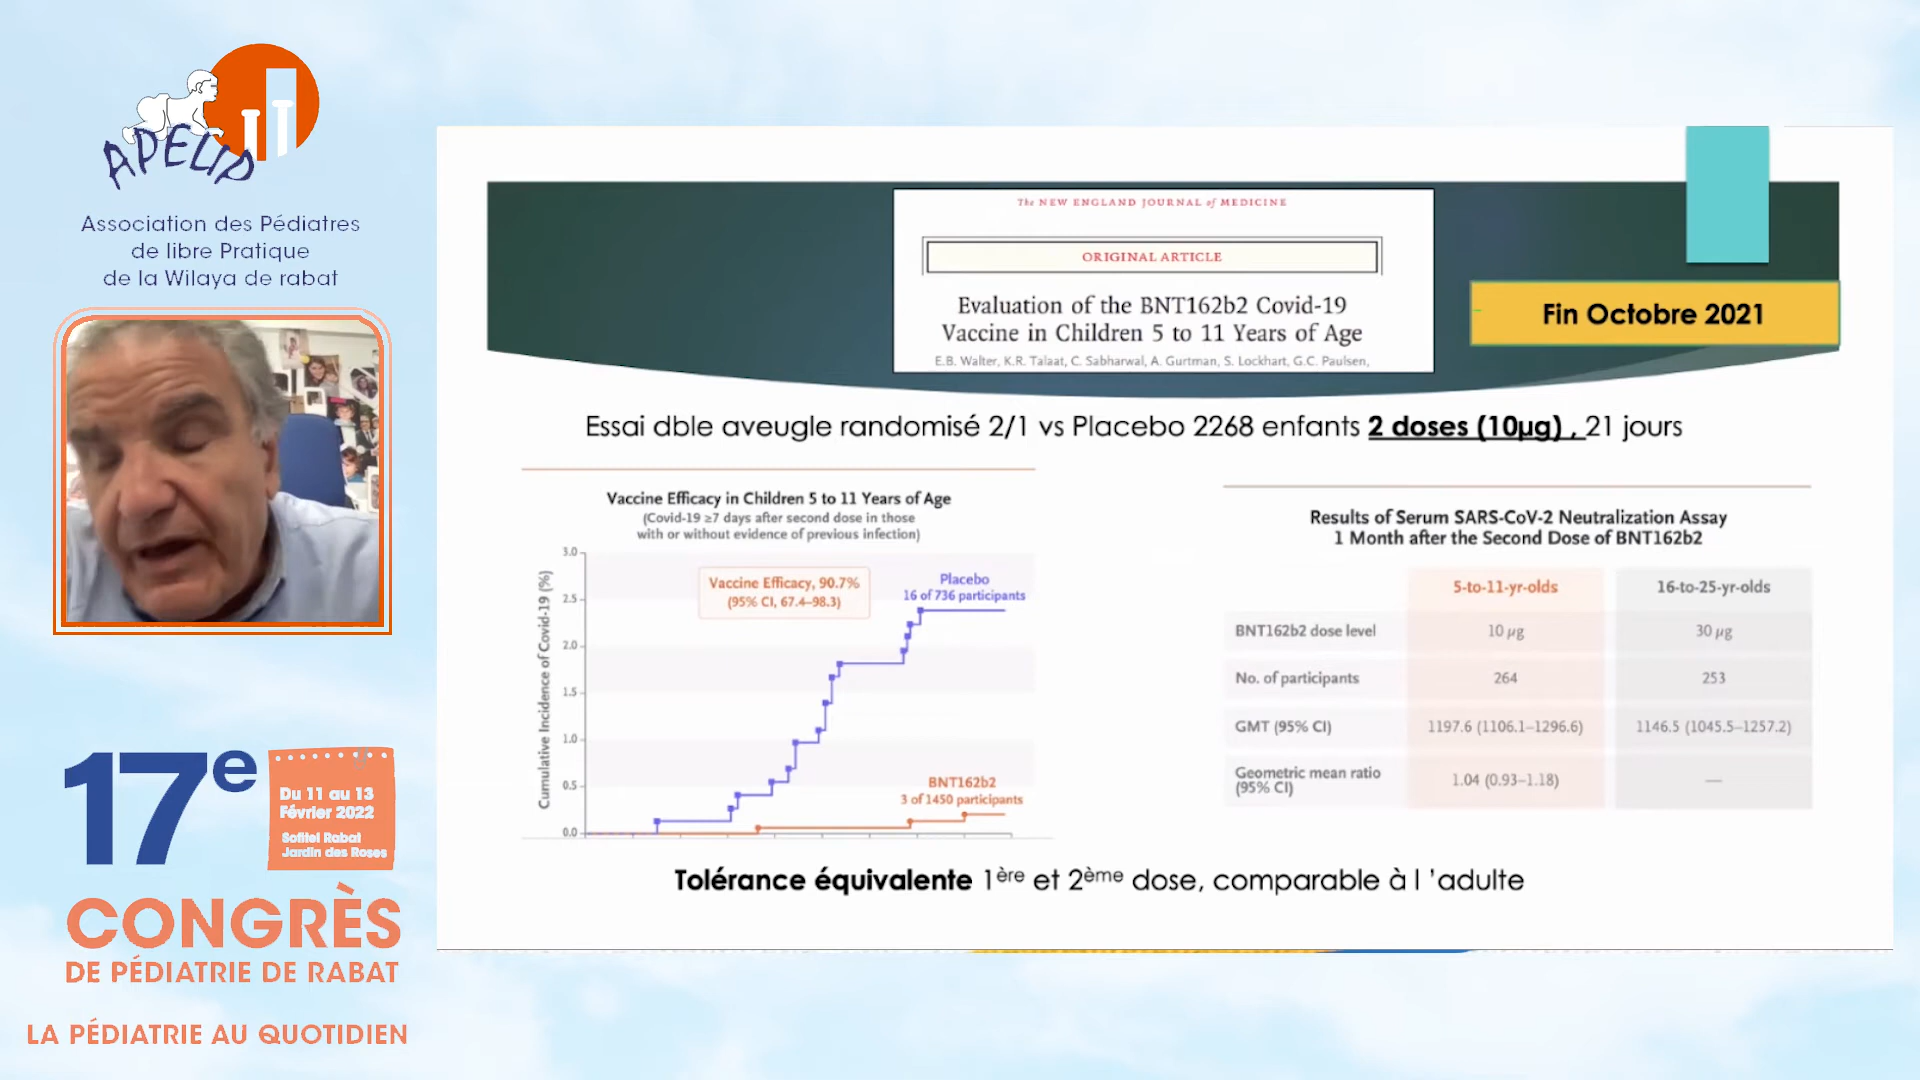 APELIP
Association des Pédiatres
de libre Pratique
de la Wilaya de rabat
17e
Du 11 au 13
Février 2022
Sofitel Rabat
Jardin des Roses
CONGRÈS
DE PÉDIATRIE DE RABAT
LA PÉDIATRIE AU QUOTIDIEN
The NEW ENGLAND JOURNAL of MEDICINE
ORIGINAL ARTICLE
Evaluation of the BNT162b2 Covid-19
Vaccine in Children 5 to 11 Years of Age
E.B. Walter, K.R. Talaat, C. Sabharwal, A. Gurtman, S. Lockhart, G.C. Paulsen,
Fin Octobre 2021
Essai dble aveugle randomisé 2/1 vs Placebo 2268 enfants 2 doses (10µg) , 21 jours
Vaccine Efficacy in Children 5 to 11 Years of Age
(Covid-19 ≥7 days after second dose in those
with or without evidence of previous infection)
Cumulative Incidence of Covid-19 (%)
3.0
2.5
2.0
1.5
1.0
0.5
0.0
Vaccine Efficacy, 90.7%
(95% CI, 67.4–98.3)
Placebo
16 of 736 participants
BNT162b2
3 of 1450 participants
Results of Serum SARS-CoV-2 Neutralization Assay
1 Month after the Second Dose of BNT162b2
5-to-11-yr-olds 16-to-25-yr-olds
BNT162b2 dose level 10 µg 30 µg
No. of participants 264 253
GMT (95% CI) 1197.6 (1106.1–1296.6) 1146.5 (1045.5–1257.2)
Geometric mean ratio
(95% CI) 1.04 (0.93–1.18) —
Tolérance équivalente 1ère et 2ème dose, comparable à l ’adulte